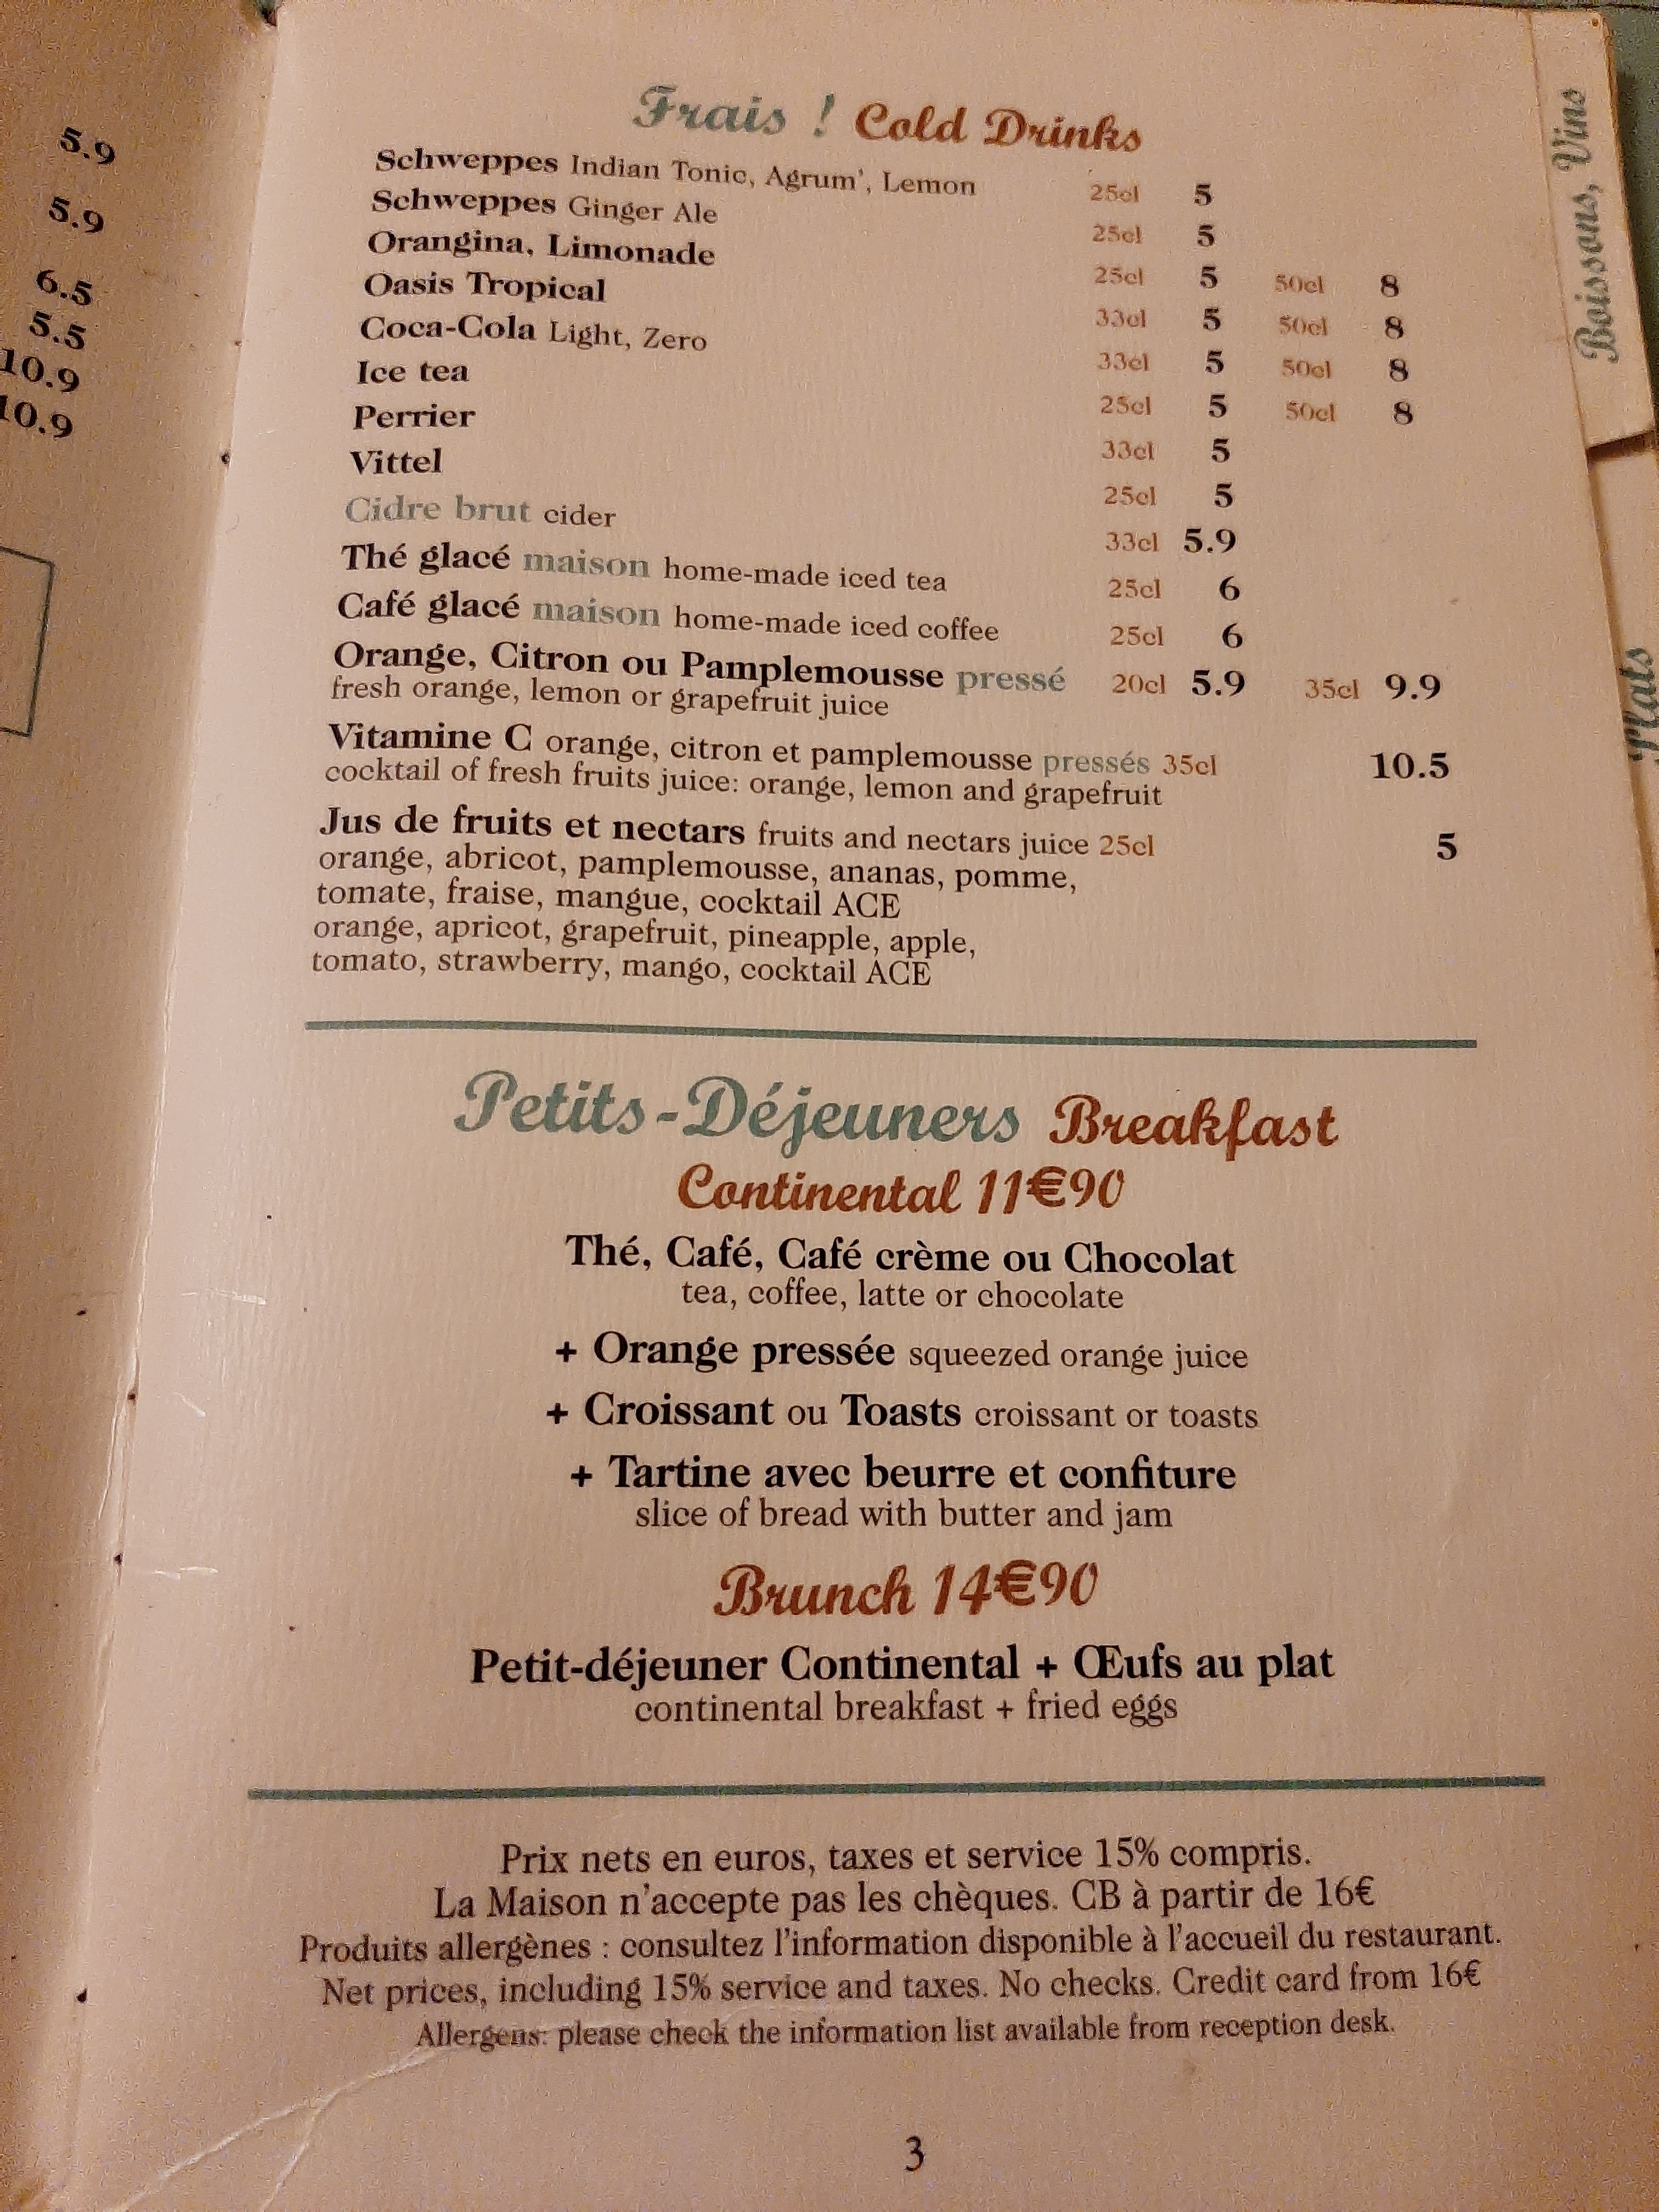 5.9
5.9
6.5
5.5
10.9
10.9
Frais ! Cold Drinks
Schweppes Indian Tonic, Agrum', Lemon 25cl 5
Schweppes Ginger Ale 25cl 5
Orangina, Limonade 25cl 5 50cl 8
Oasis Tropical 33cl 5 50cl 8
Coca-Cola Light, Zero 33cl 5 50cl 8
Ice tea 25cl 5 50cl 8
Perrier 33cl 5
Vittel 25cl 5
Cidre brut cider 33cl 5.9
Thé glacé maison home-made iced tea 25cl 6
Café glacé maison home-made iced coffee 25cl 6
Orange, Citron ou Pamplemousse pressé 20cl 5.9 35cl 9.9
fresh orange, lemon or grapefruit juice
Vitamine C orange, citron et pamplemousse pressés 35cl 10.5
cocktail of fresh fruits juice: orange, lemon and grapefruit
Jus de fruits et nectars fruits and nectars juice 25cl 5
orange, abricot, pamplemousse, ananas, pomme,
tomate, fraise, mangue, cocktail ACE
orange, apricot, grapefruit, pineapple, apple,
tomato, strawberry, mango, cocktail ACE
Petits-Déjeuners Breakfast
Continental 11€90
Thé, Café, Café crème ou Chocolat
tea, coffee, latte or chocolate
+ Orange pressée squeezed orange juice
+ Croissant ou Toasts croissant or toasts
+ Tartine avec beurre et confiture
slice of bread with butter and jam
Brunch 14€90
Petit-déjeuner Continental + Œufs au plat
continental breakfast + fried eggs
Prix nets en euros, taxes et service 15% compris.
La Maison n'accepte pas les chèques. CB à partir de 16€
Produits allergènes : consultez l'information disponible à l'accueil du restaurant.
Net prices, including 15% service and taxes. No checks. Credit card from 16€
Allergens: please check the information list available from reception desk.
3
Boissons, Vins
Plats